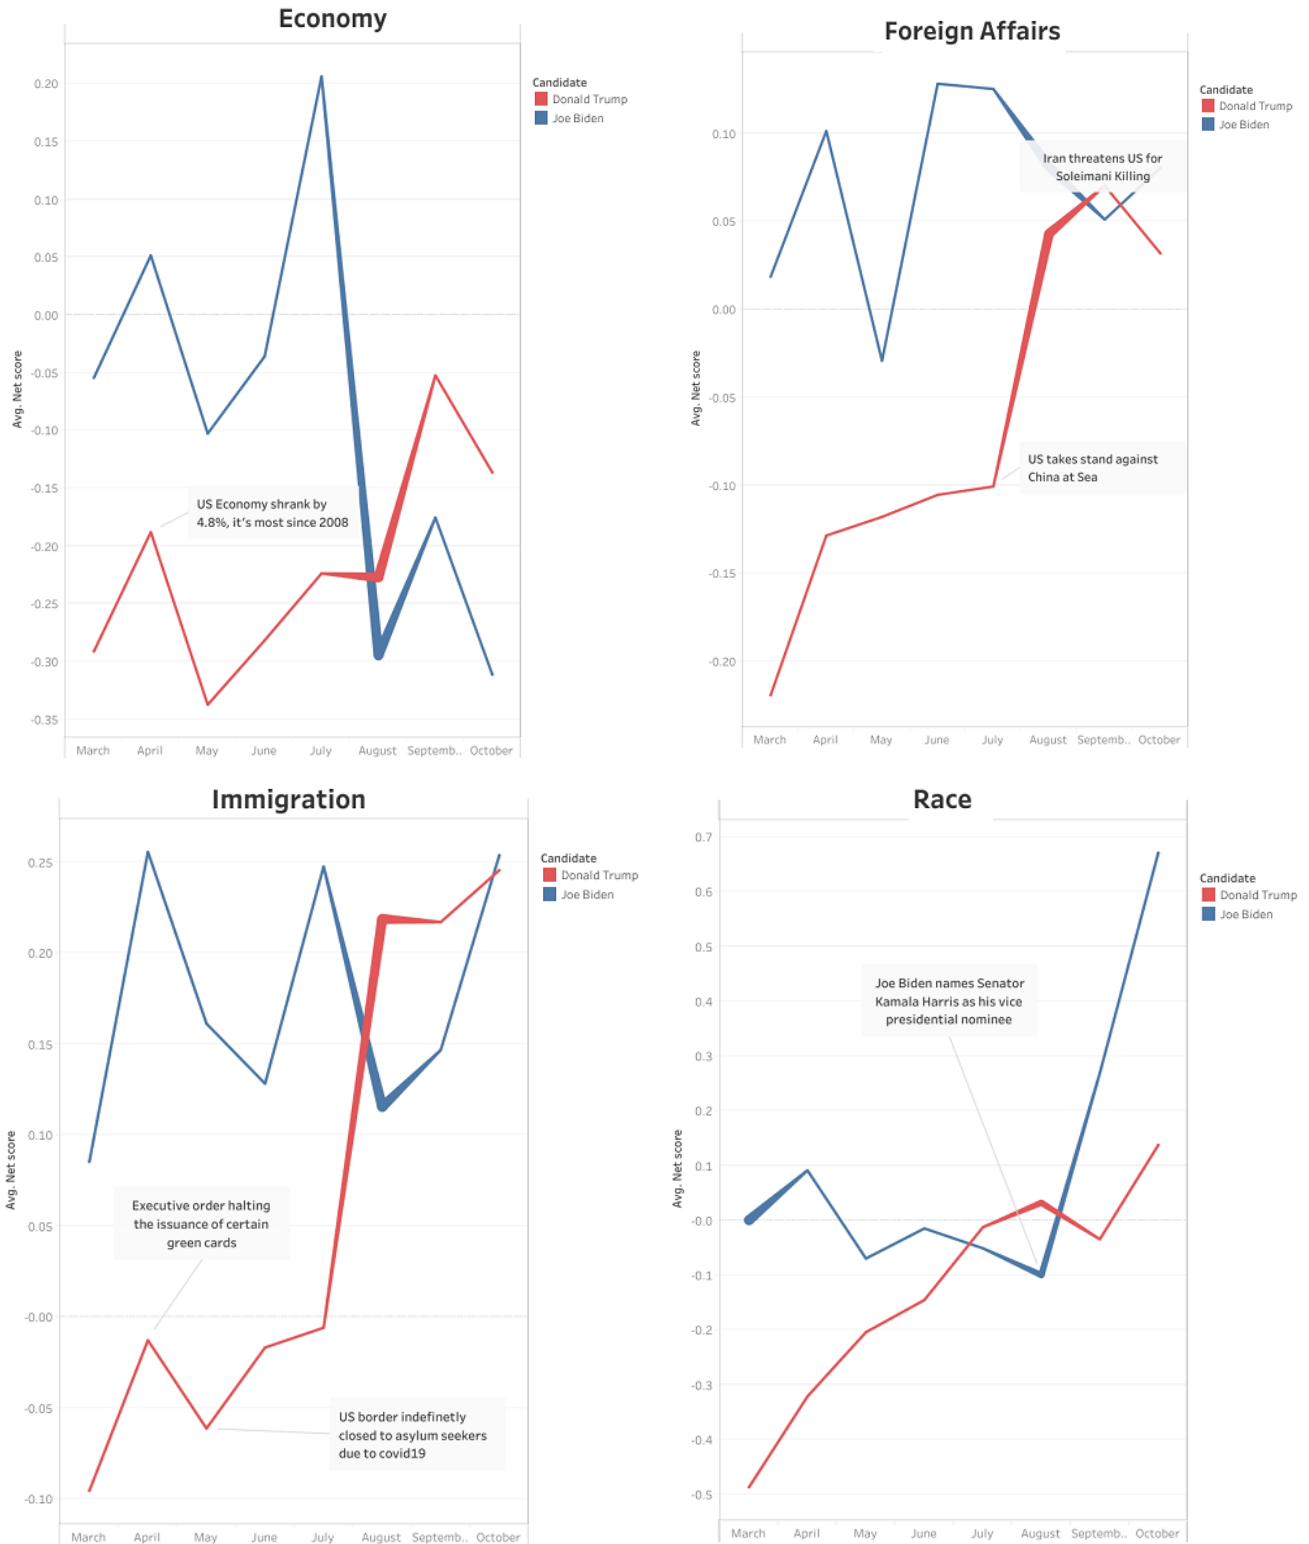 Economy
Candidate
Donald Trump
Joe Biden
0.20
0.15
0.10
0.05
0.00
-0.05
-0.10
-0.15
-0.20
-0.25
-0.30
-0.35
Avg. Net score
US Economy shrank by
4.8%, it's most since 2008
March April May June July August Septemb.. October
Foreign Affairs
Candidate
Donald Trump
Joe Biden
0.10
0.05
0.00
-0.05
-0.10
-0.15
-0.20
Avg. Net score
Iran threatens US for
Soleimani Killing
US takes stand against
China at Sea
March April May June July August Septemb.. October
Immigration
Candidate
Donald Trump
Joe Biden
0.25
0.20
0.15
0.10
0.05
-0.00
-0.05
-0.10
Avg. Net score
Executive order halting
the issuance of certain
green cards
US border indefinetly
closed to asylum seekers
due to covid19
March April May June July August Septemb.. October
Race
Candidate
Donald Trump
Joe Biden
0.7
0.6
0.5
0.4
0.3
0.2
0.1
-0.0
-0.1
-0.2
-0.3
-0.4
-0.5
Avg. Net score
Joe Biden names Senator
Kamala Harris as his vice
presidential nominee
March April May June July August Septemb.. October